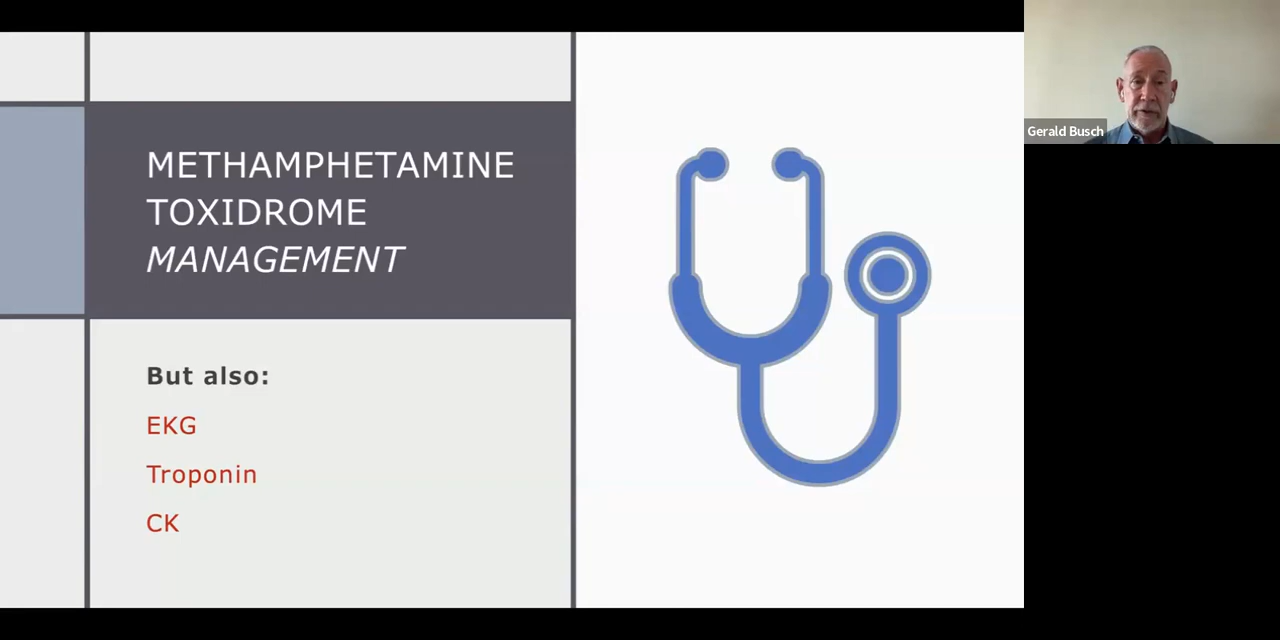 METHAMPHETAMINE
TOXIDROME
MANAGEMENT
But also:
EKG
Troponin
CK
Gerald Busch